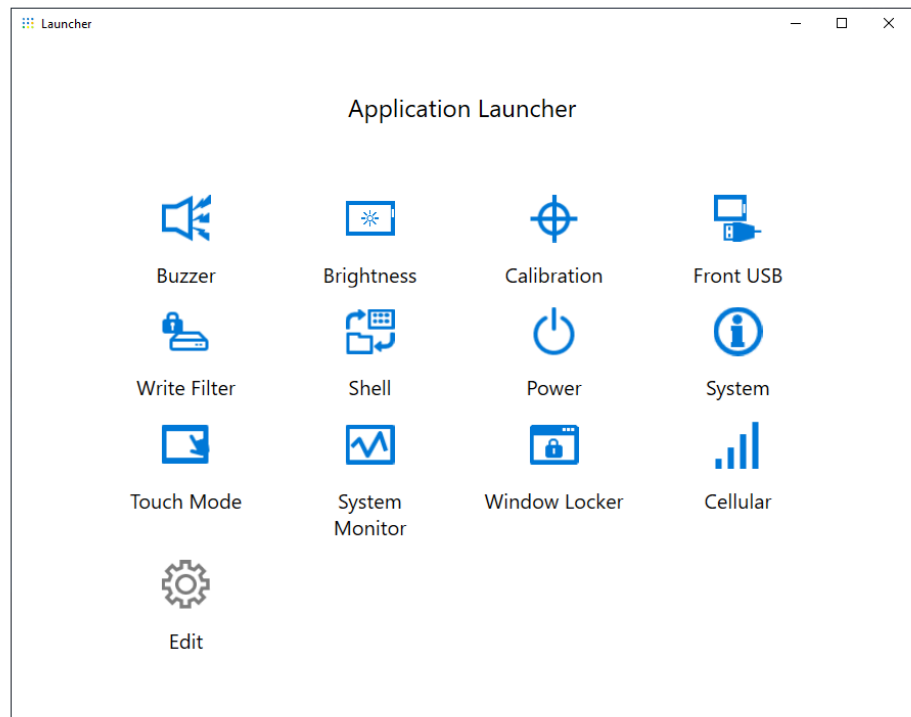 Launcher
Application Launcher
Buzzer
Brightness
Calibration
Front USB
Write Filter
Shell
Power
System
Touch Mode
System
Monitor
Window Locker
Cellular
Edit